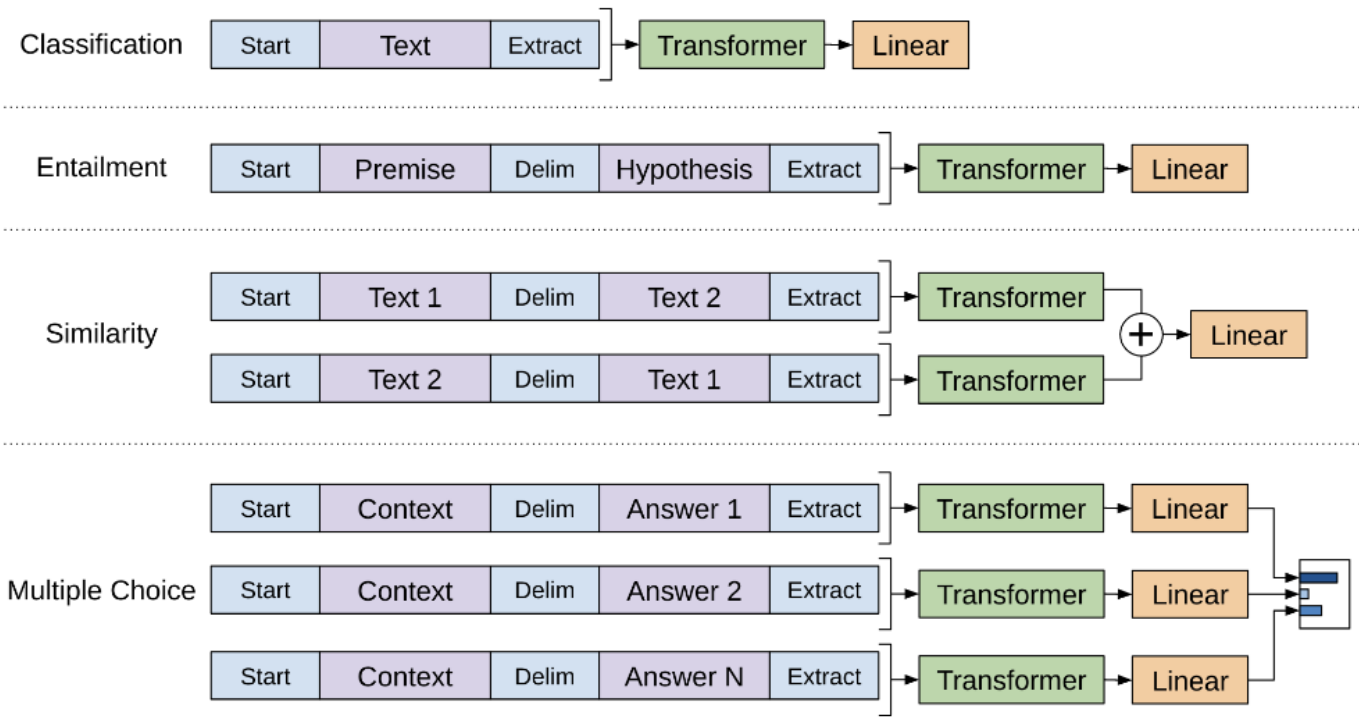 Classification Start Text Extract Transformer Linear
Entailment Start Premise Delim Hypothesis Extract Transformer Linear
Similarity
Start Text 1 Delim Text 2 Extract Transformer
+ Linear
Start Text 2 Delim Text 1 Extract Transformer
Multiple Choice
Start Context Delim Answer 1 Extract Transformer Linear
Start Context Delim Answer 2 Extract Transformer Linear
Start Context Delim Answer N Extract Transformer Linear